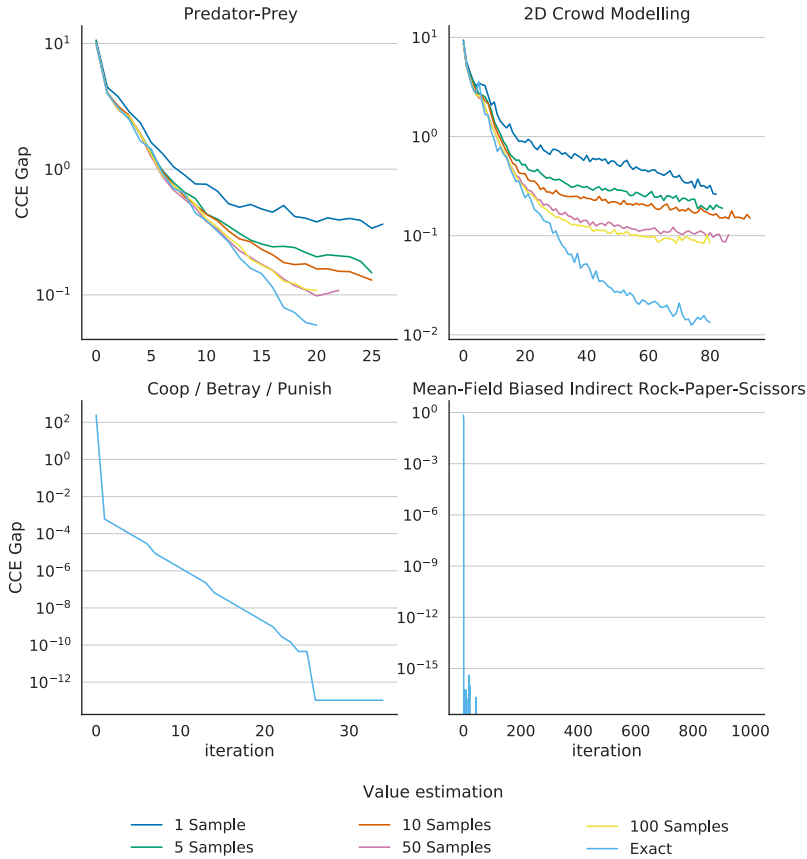 Predator-Prey
2D Crowd Modelling
10^1
10^0
10^-1
CCE Gap
0 5 10 15 20 25
10^1
10^0
10^-1
10^-2
0 20 40 60 80 100
Coop / Betray / Punish
Mean-Field Biased Indirect Rock-Paper-Scissors
10^2
10^0
10^-2
10^-4
10^-6
10^-8
10^-10
10^-12
CCE Gap
0 10 20 30
iteration
10^0
10^-3
10^-6
10^-9
10^-12
10^-15
0 200 400 600 800 1000
iteration
Value estimation
1 Sample
10 Samples
100 Samples
5 Samples
50 Samples
Exact